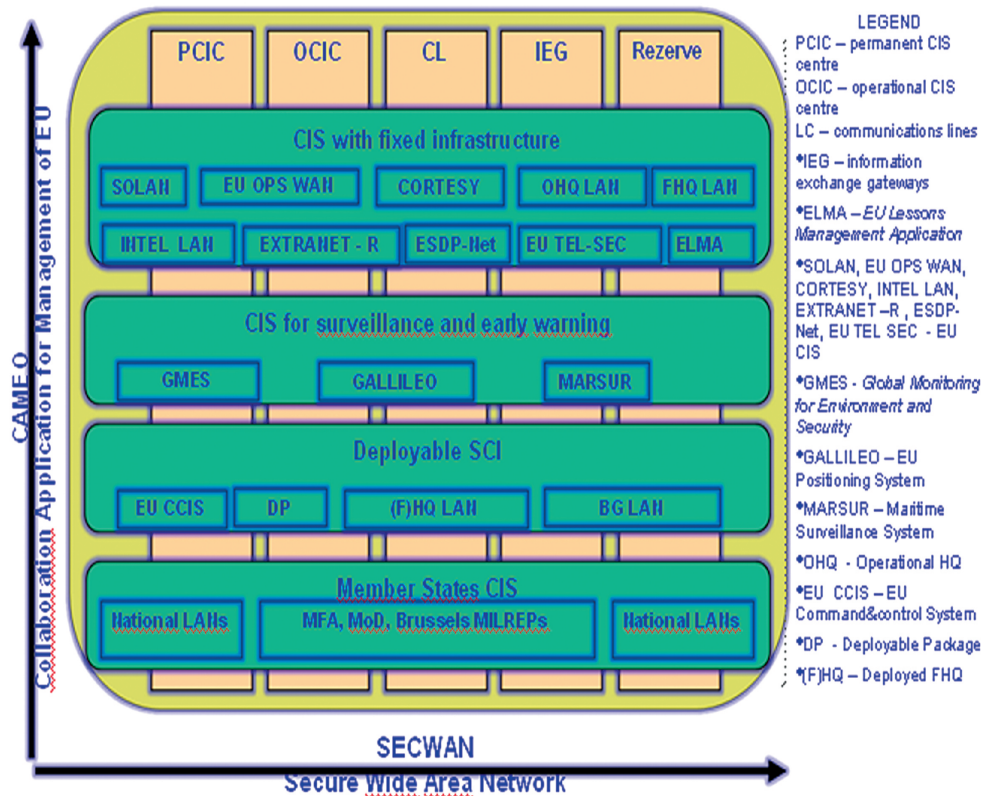 CAMEO
Collaboration Application for Management of EU
PCIC
OCIC
CL
IEG
Rezerve
CIS with fixed infrastructure
SOLAN
EU OPS WAN
CORTESY
OHQ LAN
FHQ LAN
INTEL LAN
EXTRANET - R
ESDP-Net
EU TEL-SEC
ELMA
CIS for surveillance and early warning
GMES
GALLILEO
MARSUR
Deployable SCI
EU CCIS
DP
(F)HQ LAN
BG LAN
Member States CIS
National LANs
MFA, MoD, Brussels MILREPs
National LANs
SECWAN
Secure Wide Area Network
LEGEND
PCIC – permanent CIS
centre
OCIC – operational CIS
centre
LC – communications lines
•IEG – information
exchange gateways
•ELMA – EU Lessons
Management Application
•SOLAN, EU OPS WAN,
CORTESY, INTEL LAN,
EXTRANET –R , ESDP-
Net, EU TEL SEC - EU
CIS
•GMES - Global Monitoring
for Environment and
Security
•GALLILEO – EU
Positioning System
•MARSUR – Maritime
Surveillance System
•OHQ - Operational HQ
•EU CCIS – EU
Command&control System
•DP - Deployable Package
•(F)HQ – Deployed FHQ